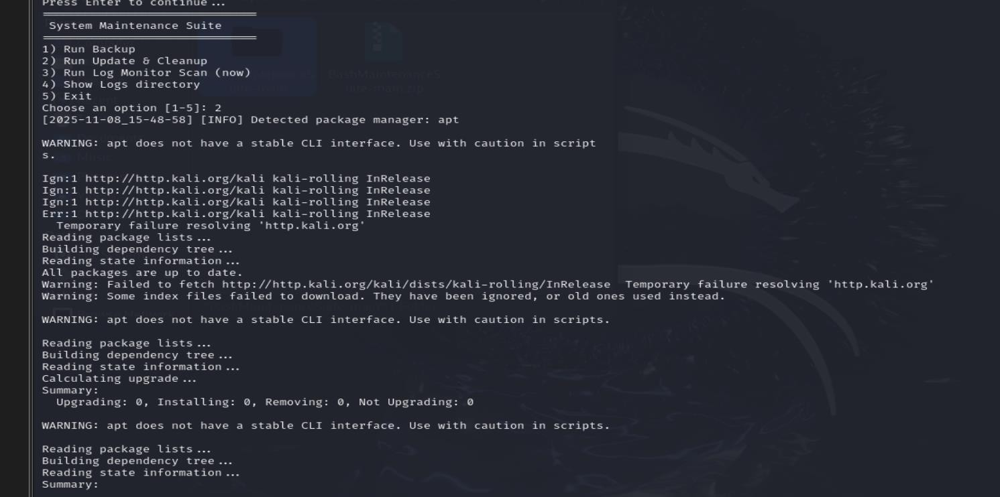 Press Enter to continue...
System Maintenance Suite
1) Run Backup
2) Run Update & Cleanup
3) Run Log Monitor Scan (now)
4) Show Logs directory
5) Exit
Choose an option [1-5]: 2
[2025-11-08_15-48-58] [INFO] Detected package manager: apt
WARNING: apt does not have a stable CLI interface. Use with caution in script
s.
Ign:1 http://http.kali.org/kali kali-rolling InRelease
Ign:1 http://http.kali.org/kali kali-rolling InRelease
Ign:1 http://http.kali.org/kali kali-rolling InRelease
Err:1 http://http.kali.org/kali kali-rolling InRelease
  Temporary failure resolving 'http.kali.org'
Reading package lists...
Building dependency tree...
Reading state information...
All packages are up to date.
Warning: Failed to fetch http://http.kali.org/kali/dists/kali-rolling/InRelease  Temporary failure resolving 'http.kali.org'
Warning: Some index files failed to download. They have been ignored, or old ones used instead.
WARNING: apt does not have a stable CLI interface. Use with caution in scripts.
Reading package lists...
Building dependency tree...
Reading state information...
Calculating upgrade...
Summary:
  Upgrading: 0, Installing: 0, Removing: 0, Not Upgrading: 0
WARNING: apt does not have a stable CLI interface. Use with caution in scripts.
Reading package lists...
Building dependency tree...
Reading state information...
Summary:
BashMaintenanceS
uite-main.zip
Music